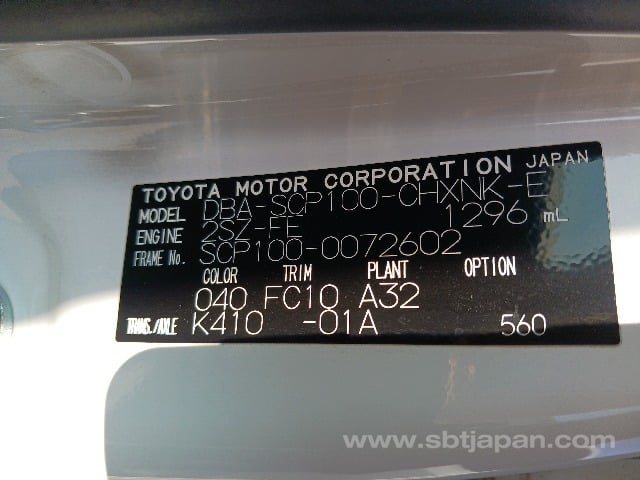 TOYOTA MOTOR CORPORATION JAPAN
MODEL DBA-SCP100-CHXNK-E
ENGINE 2SZ-FE 1296 mL
FRAME No. SCP100-0072602
COLOR TRIM PLANT OPTION
040 FC10 A32
TRANS./AXLE K410 -01A 560
www.sbtjapan.com